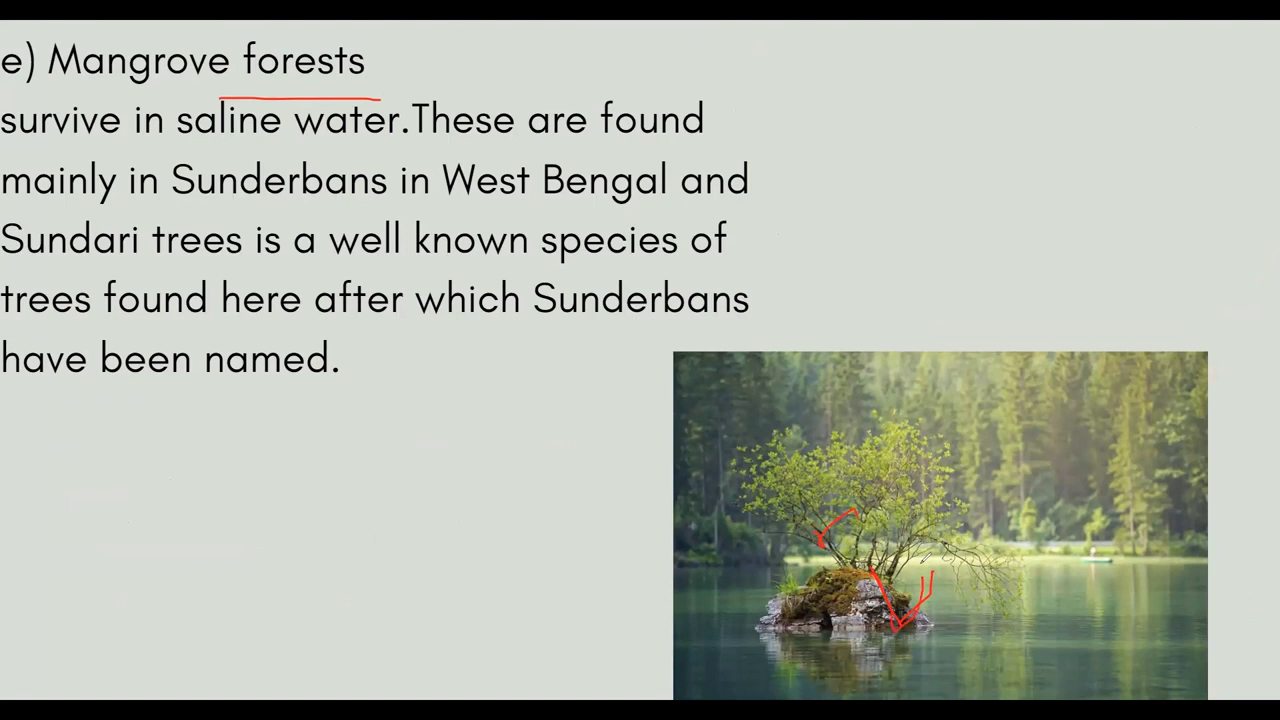 e) Mangrove forests
survive in saline water.These are found
mainly in Sunderbans in West Bengal and
Sundari trees is a well known species of
trees found here after which Sunderbans
have been named.